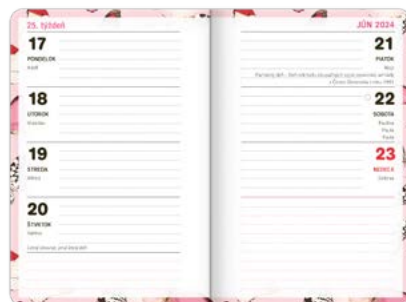 25. týždeň
17
PONDELOK
Adolf
18
UTOROK
Vratislav
19
STREDA
Alfréd
20
ŠTVRTOK
Valéria
JÚN 2024
21
PIATOK
Alojz
22
SOBOTA
Paulína
23
NEDEĽA
Sidónia